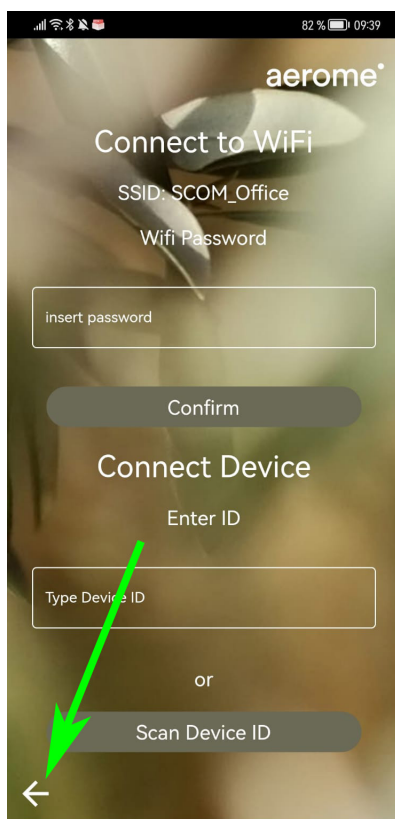 82 % 09:39
aerome
Connect to WiFi
SSID: SCOM_Office
Wifi Password
insert password
Confirm
Connect Device
Enter ID
Type Device ID
or
Scan Device ID